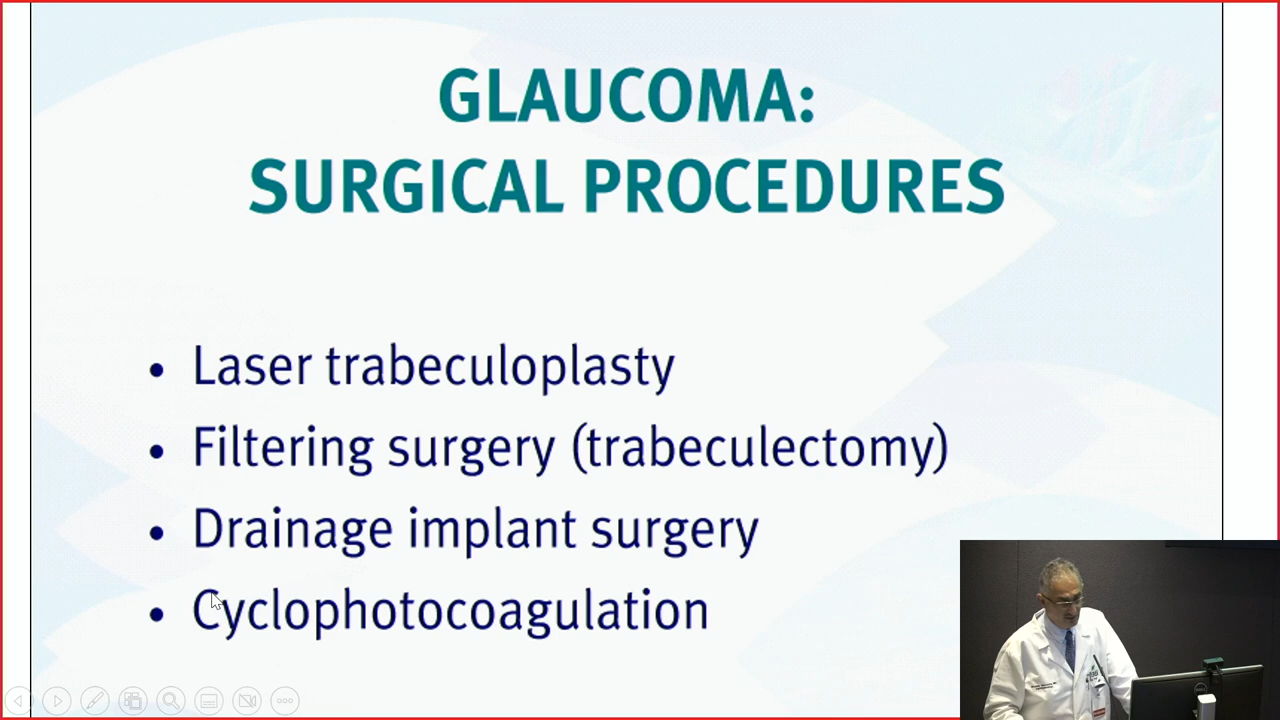 GLAUCOMA:
SURGICAL PROCEDURES
• Laser trabeculoplasty
• Filtering surgery (trabeculectomy)
• Drainage implant surgery
• Cyclophotocoagulation